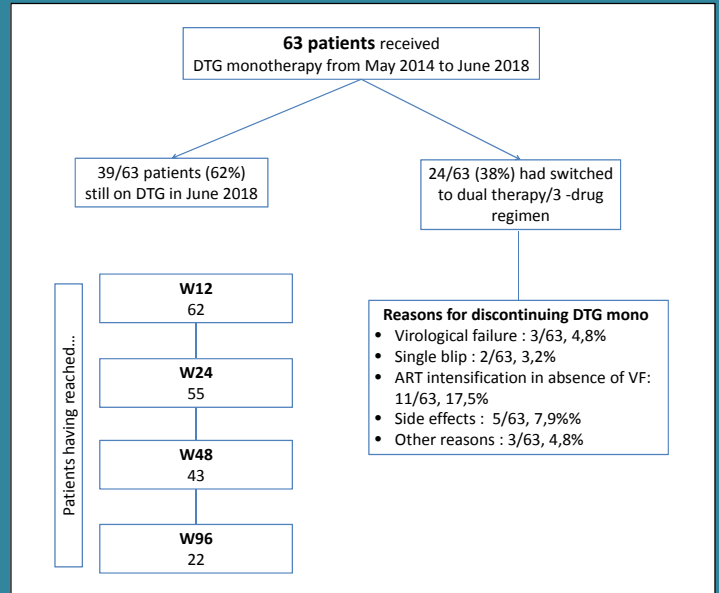 63 patients received
DTG monotherapy from May 2014 to June 2018
39/63 patients (62%)
still on DTG in June 2018
24/63 (38%) had switched
to dual therapy/3 -drug
regimen
Patients having reached...
W12
62
W24
55
W48
43
W96
22
Reasons for discontinuing DTG mono
• Virological failure : 3/63, 4,8%
• Single blip : 2/63, 3,2%
• ART intensification in absence of VF:
11/63, 17,5%
• Side effects : 5/63, 7,9%%
• Other reasons : 3/63, 4,8%